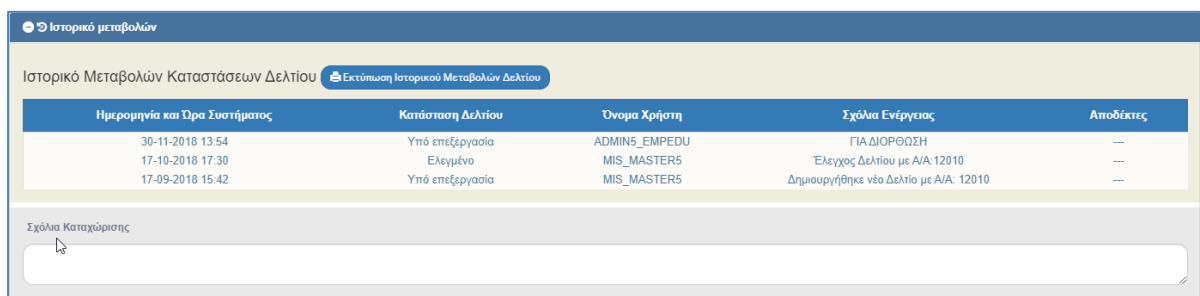 Ιστορικό μεταβολών
Ιστορικό Μεταβολών Καταστάσεων Δελτίου Εκτύπωση Ιστορικού Μεταβολών Δελτίου
Ημερομηνία και Ώρα Συστήματος Κατάσταση Δελτίου Όνομα Χρήστη Σχόλια Ενέργειας Αποδέκτες
30-11-2018 13:54 Υπό επεξεργασία ADMIN5_EMPEDU ΓΙΑ ΔΙΟΡΘΩΣΗ ---
17-10-2018 17:30 Ελεγμένο MIS_MASTER5 Έλεγχος Δελτίου με Α/Α:12010 ---
17-09-2018 15:42 Υπό επεξεργασία MIS_MASTER5 Δημιουργήθηκε νέο Δελτίο με Α/Α: 12010 ---
Σχόλια Καταχώρισης